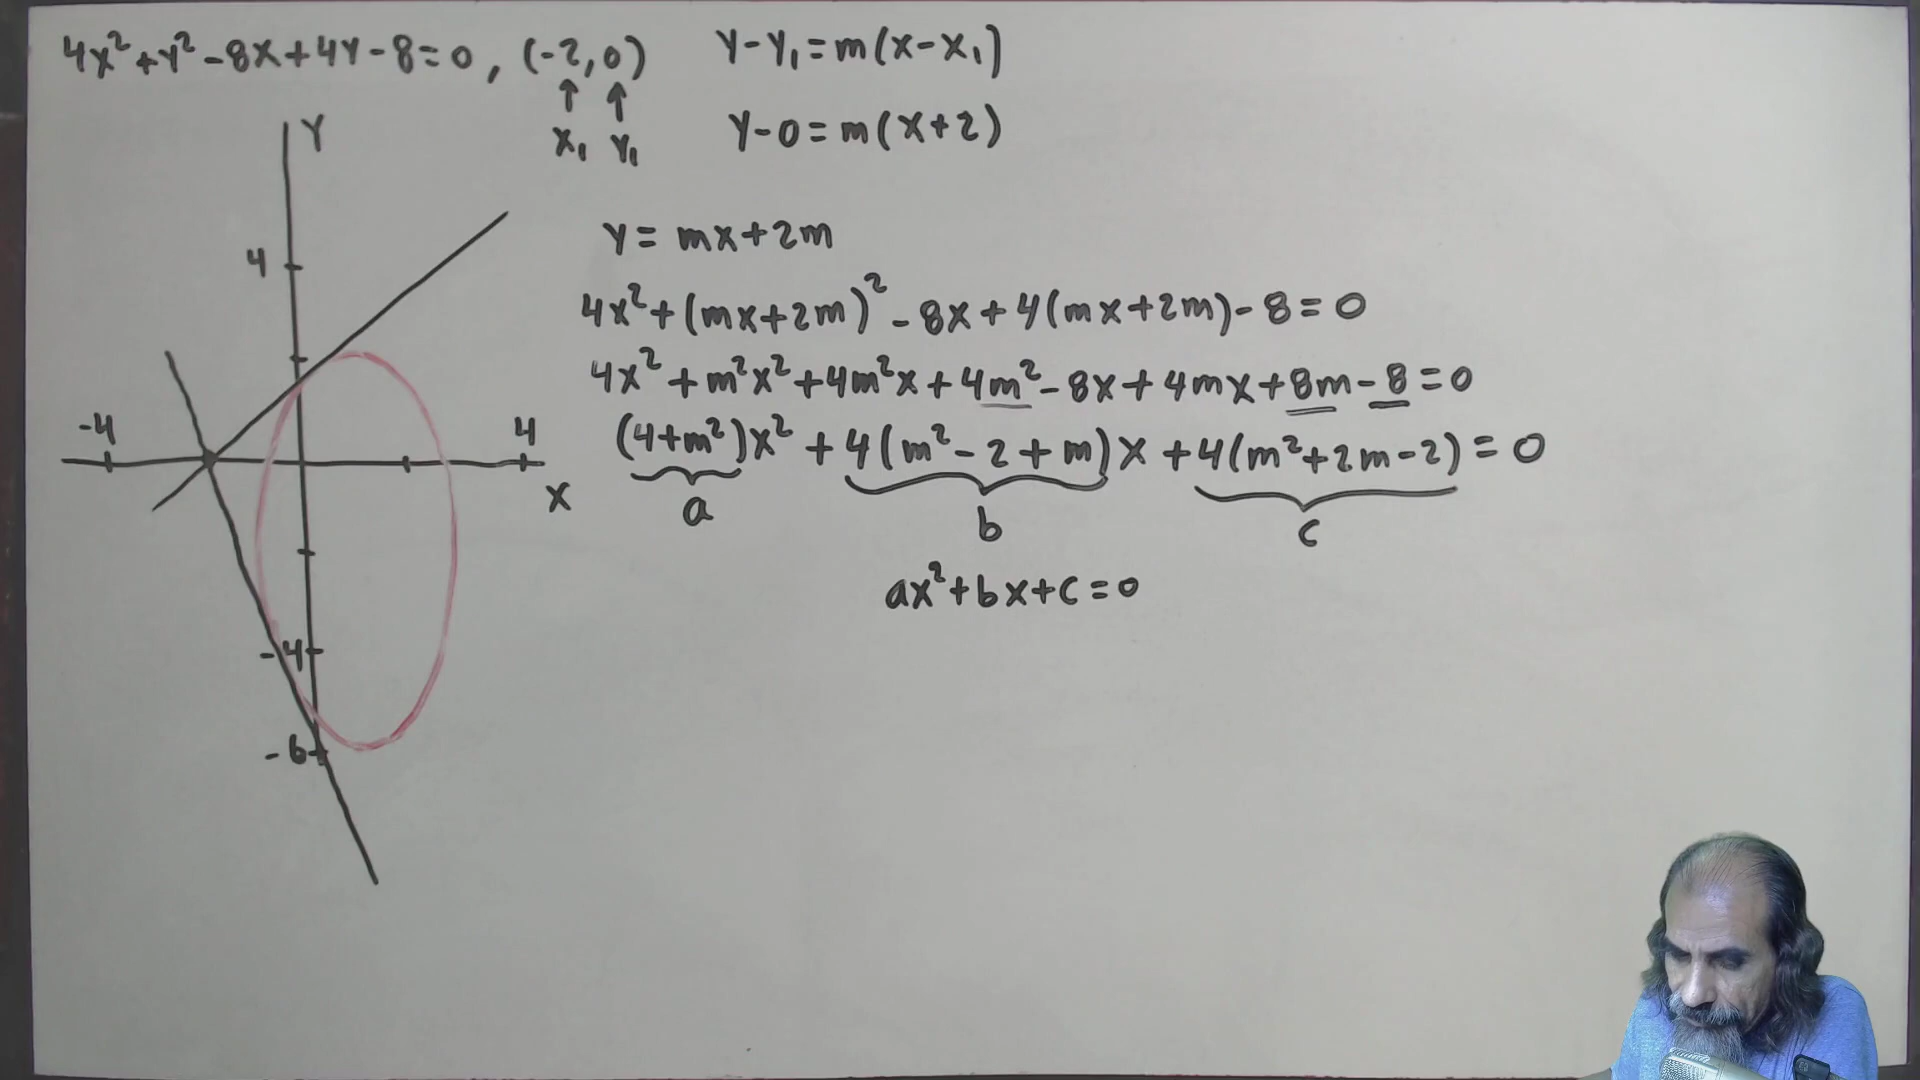 4x² + y² - 8x + 4y - 8 = 0, (-2, 0)
↑ ↑
x₁ y₁
y - y₁ = m(x - x₁)
y - 0 = m(x + 2)
y = mx + 2m
4x² + (mx + 2m)² - 8x + 4(mx + 2m) - 8 = 0
4x² + m²x² + 4m²x + 4m² - 8x + 4mx + 8m - 8 = 0
(4 + m²)x² + 4(m² - 2 + m)x + 4(m² + 2m - 2) = 0
a b c
ax² + bx + c = 0
Y
4
-4 4
X
-4
-6